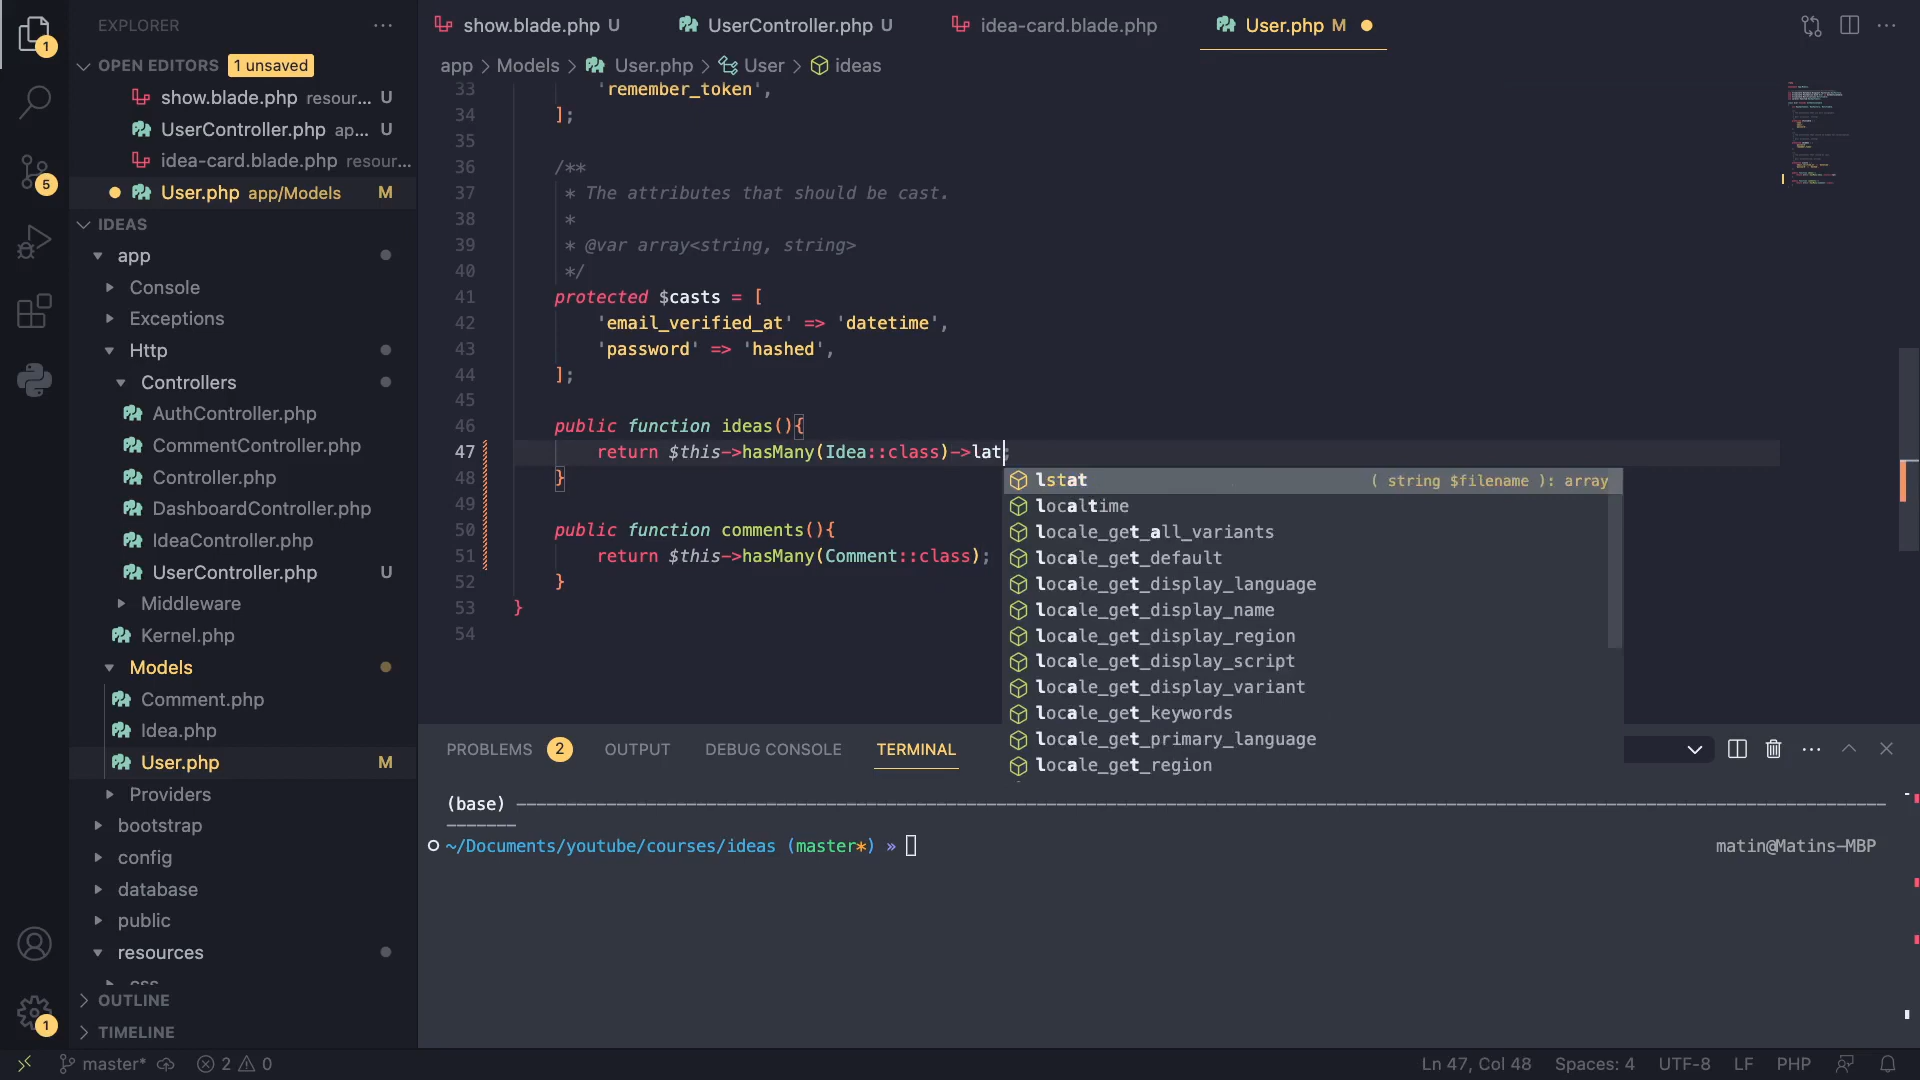 EXPLORER
show.blade.php U
UserController.php U
idea-card.blade.php
User.php M
OPEN EDITORS 1 unsaved
show.blade.php resour... U
UserController.php ap... U
idea-card.blade.php resour...
User.php app/Models M
IDEAS
app
Console
Exceptions
Http
Controllers
AuthController.php
CommentController.php
Controller.php
DashboardController.php
IdeaController.php
UserController.php U
Middleware
Kernel.php
Models
Comment.php
Idea.php
User.php M
Providers
bootstrap
config
database
public
resources
css
OUTLINE
TIMELINE
1
5
1
app > Models > User.php > User > ideas
33 'remember_token',
34 ];
35
36 /**
37 * The attributes that should be cast.
38 *
39 * @var array<string, string>
40 */
41 protected $casts = [
42 'email_verified_at' => 'datetime',
43 'password' => 'hashed',
44 ];
45
46 public function ideas(){
47 return $this->hasMany(Idea::class)->lat;
48 }
49
50 public function comments(){
51 return $this->hasMany(Comment::class);
52 }
53 }
54
lstat ( string $filename ): array
localtime
locale_get_all_variants
locale_get_default
locale_get_display_language
locale_get_display_name
locale_get_display_region
locale_get_display_script
locale_get_display_variant
locale_get_keywords
locale_get_primary_language
locale_get_region
PROBLEMS 2 OUTPUT DEBUG CONSOLE TERMINAL
(base) ----
~/Documents/youtube/courses/ideas (master*) » matin@Matins-MBP
master* 2 0 Ln 47, Col 48 Spaces: 4 UTF-8 LF PHP